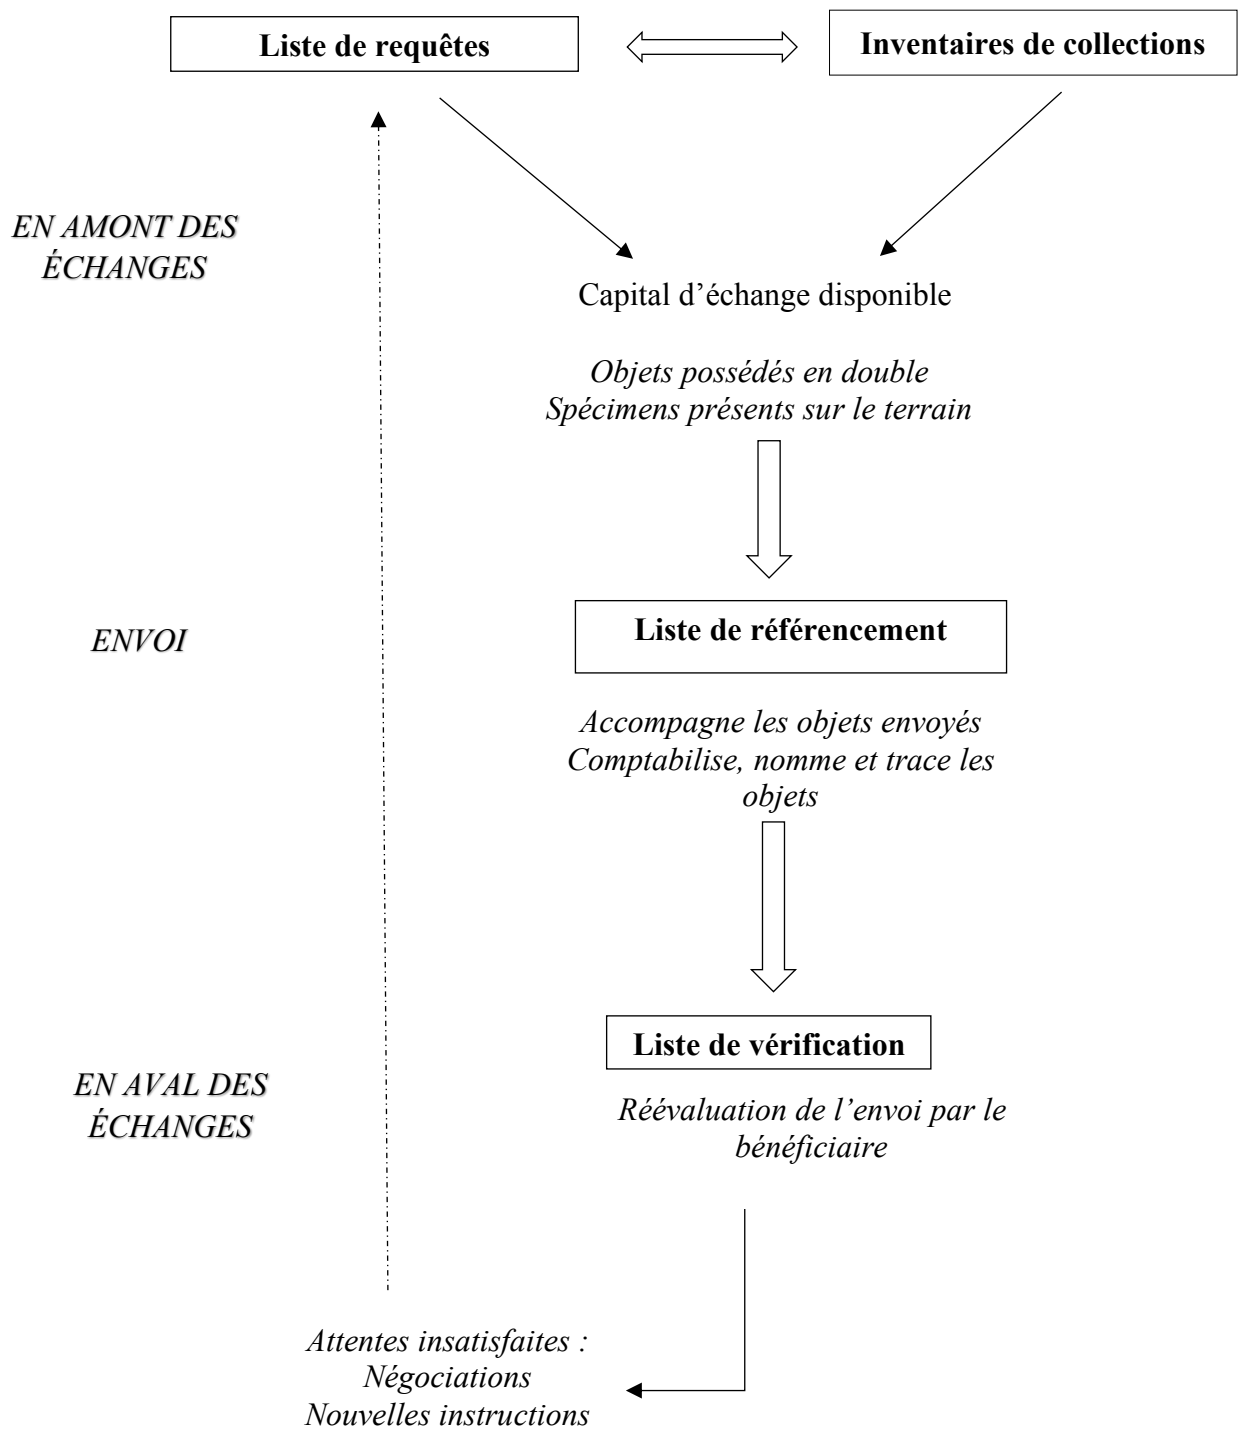 Liste de requêtes
Inventaires de collections
EN AMONT DES
ÉCHANGES
Capital d’échange disponible
Objets possédés en double
Spécimens présents sur le terrain
ENVOI
Liste de référencement
Accompagne les objets envoyés
Comptabilise, nomme et trace les
objets
Liste de vérification
EN AVAL DES
ÉCHANGES
Réévaluation de l’envoi par le
bénéficiaire
Attentes insatisfaites :
Négociations
Nouvelles instructions